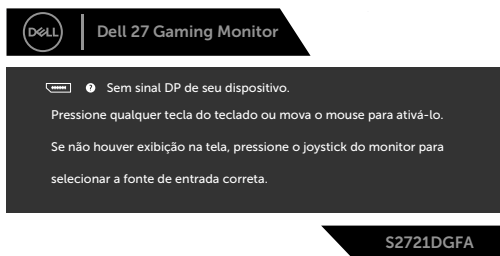 DELL
Dell 27 Gaming Monitor
? Sem sinal DP de seu dispositivo.
Pressione qualquer tecla do teclado ou mova o mouse para ativá-lo.
Se não houver exibição na tela, pressione o joystick do monitor para
selecionar a fonte de entrada correta.
S2721DGFA